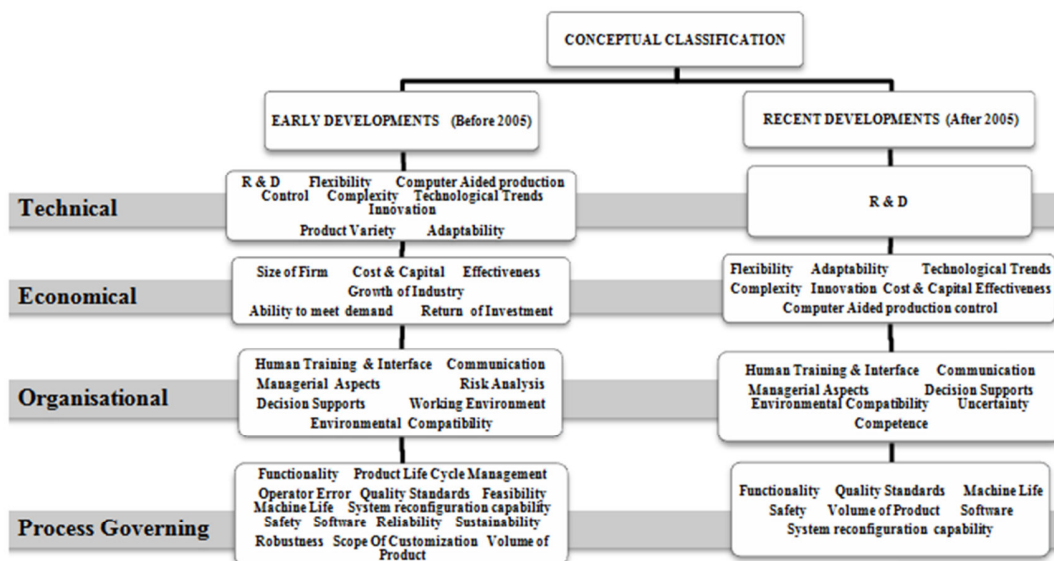 CONCEPTUAL CLASSIFICATION
EARLY DEVELOPMENTS (Before 2005)
RECENT DEVELOPMENTS (After 2005)
Technical
R & D Flexibility Computer Aided production
Control Complexity Technological Trends
Innovation
Product Variety Adaptability
R & D
Economical
Size of Firm Cost & Capital Effectiveness
Growth of Industry
Ability to meet demand Return of Investment
Flexibility Adaptability Technological Trends
Complexity Innovation Cost & Capital Effectiveness
Computer Aided production control
Organisational
Human Training & Interface Communication
Managerial Aspects Risk Analysis
Decision Supports Working Environment
Environmental Compatibility
Human Training & Interface Communication
Managerial Aspects Decision Supports
Environmental Compatibility Uncertainty
Competence
Process Governing
Functionality Product Life Cycle Management
Operator Error Quality Standards Feasibility
Machine Life System reconfiguration capability
Safety Software Reliability Sustainability
Robustness Scope Of Customization Volume of
Product
Functionality Quality Standards Machine Life
Safety Volume of Product Software
System reconfiguration capability